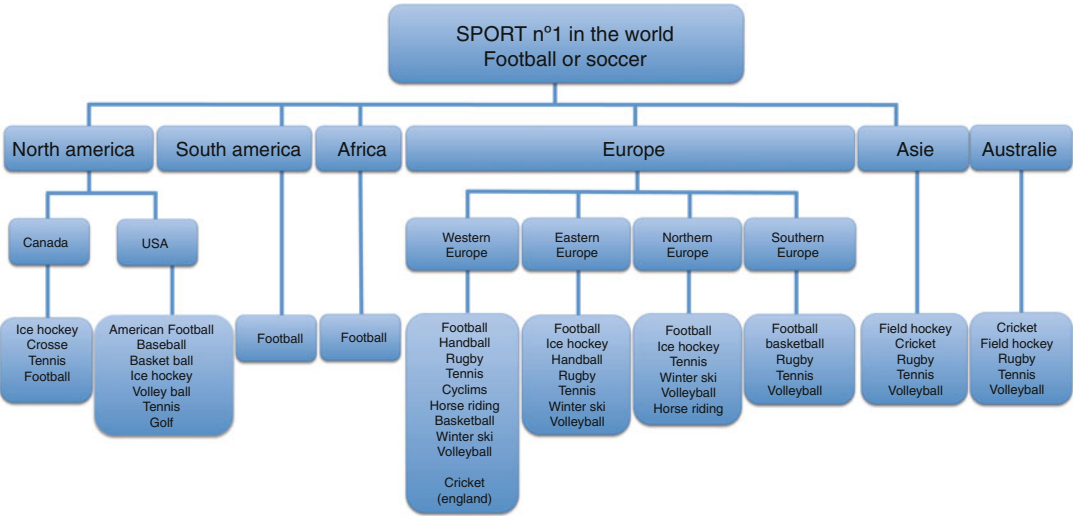 SPORT nº1 in the world
Football or soccer
North america
South america
Africa
Europe
Asie
Australie
Canada
USA
Western
Europe
Eastern
Europe
Northern
Europe
Southern
Europe
Ice hockey
Crosse
Tennis
Football
American Football
Baseball
Basket ball
Ice hockey
Volley ball
Tennis
Golf
Football
Football
Football
Handball
Rugby
Tennis
Cyclims
Horse riding
Basketball
Winter ski
Volleyball
Cricket
(england)
Football
Ice hockey
Handball
Rugby
Tennis
Winter ski
Volleyball
Football
Ice hockey
Tennis
Winter ski
Volleyball
Horse riding
Football
basketball
Rugby
Tennis
Volleyball
Field hockey
Cricket
Rugby
Tennis
Volleyball
Cricket
Field hockey
Rugby
Tennis
Volleyball